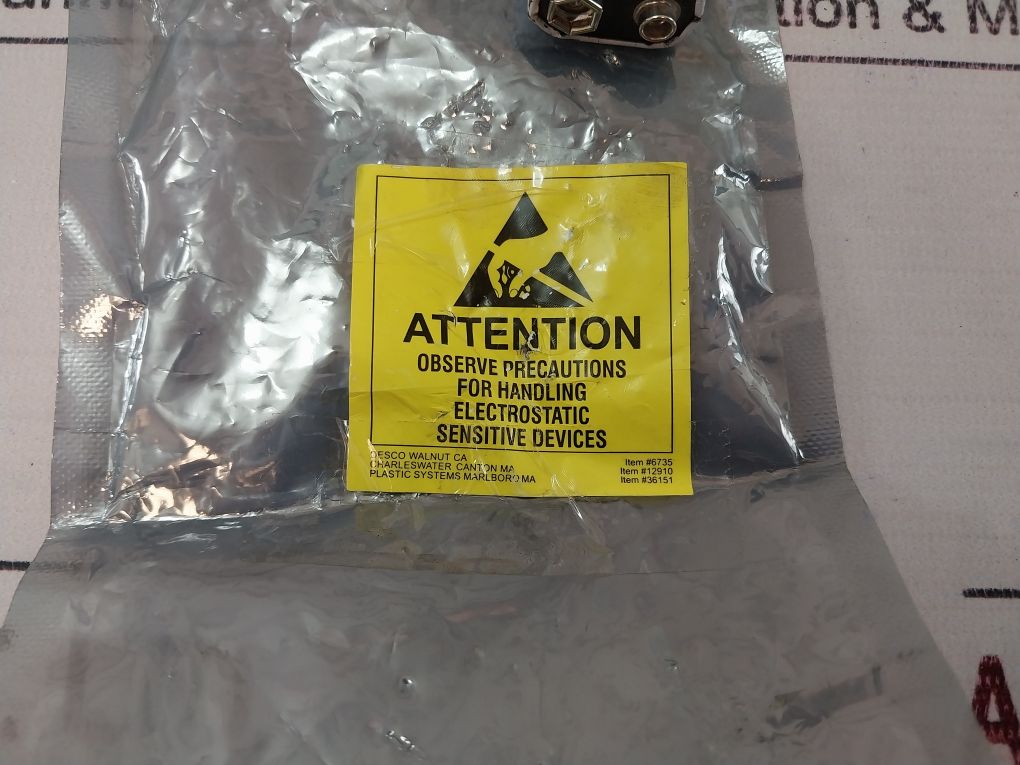 & M
ATTENTION
OBSERVE PRECAUTIONS
FOR HANDLING
ELECTROSTATIC
SENSITIVE DEVICES
DESCO WALNUT CA
CHARLESWATER CANTON MA
PLASTIC SYSTEMS MARLBORO MA
Item #6735
Item #12910
Item #36151